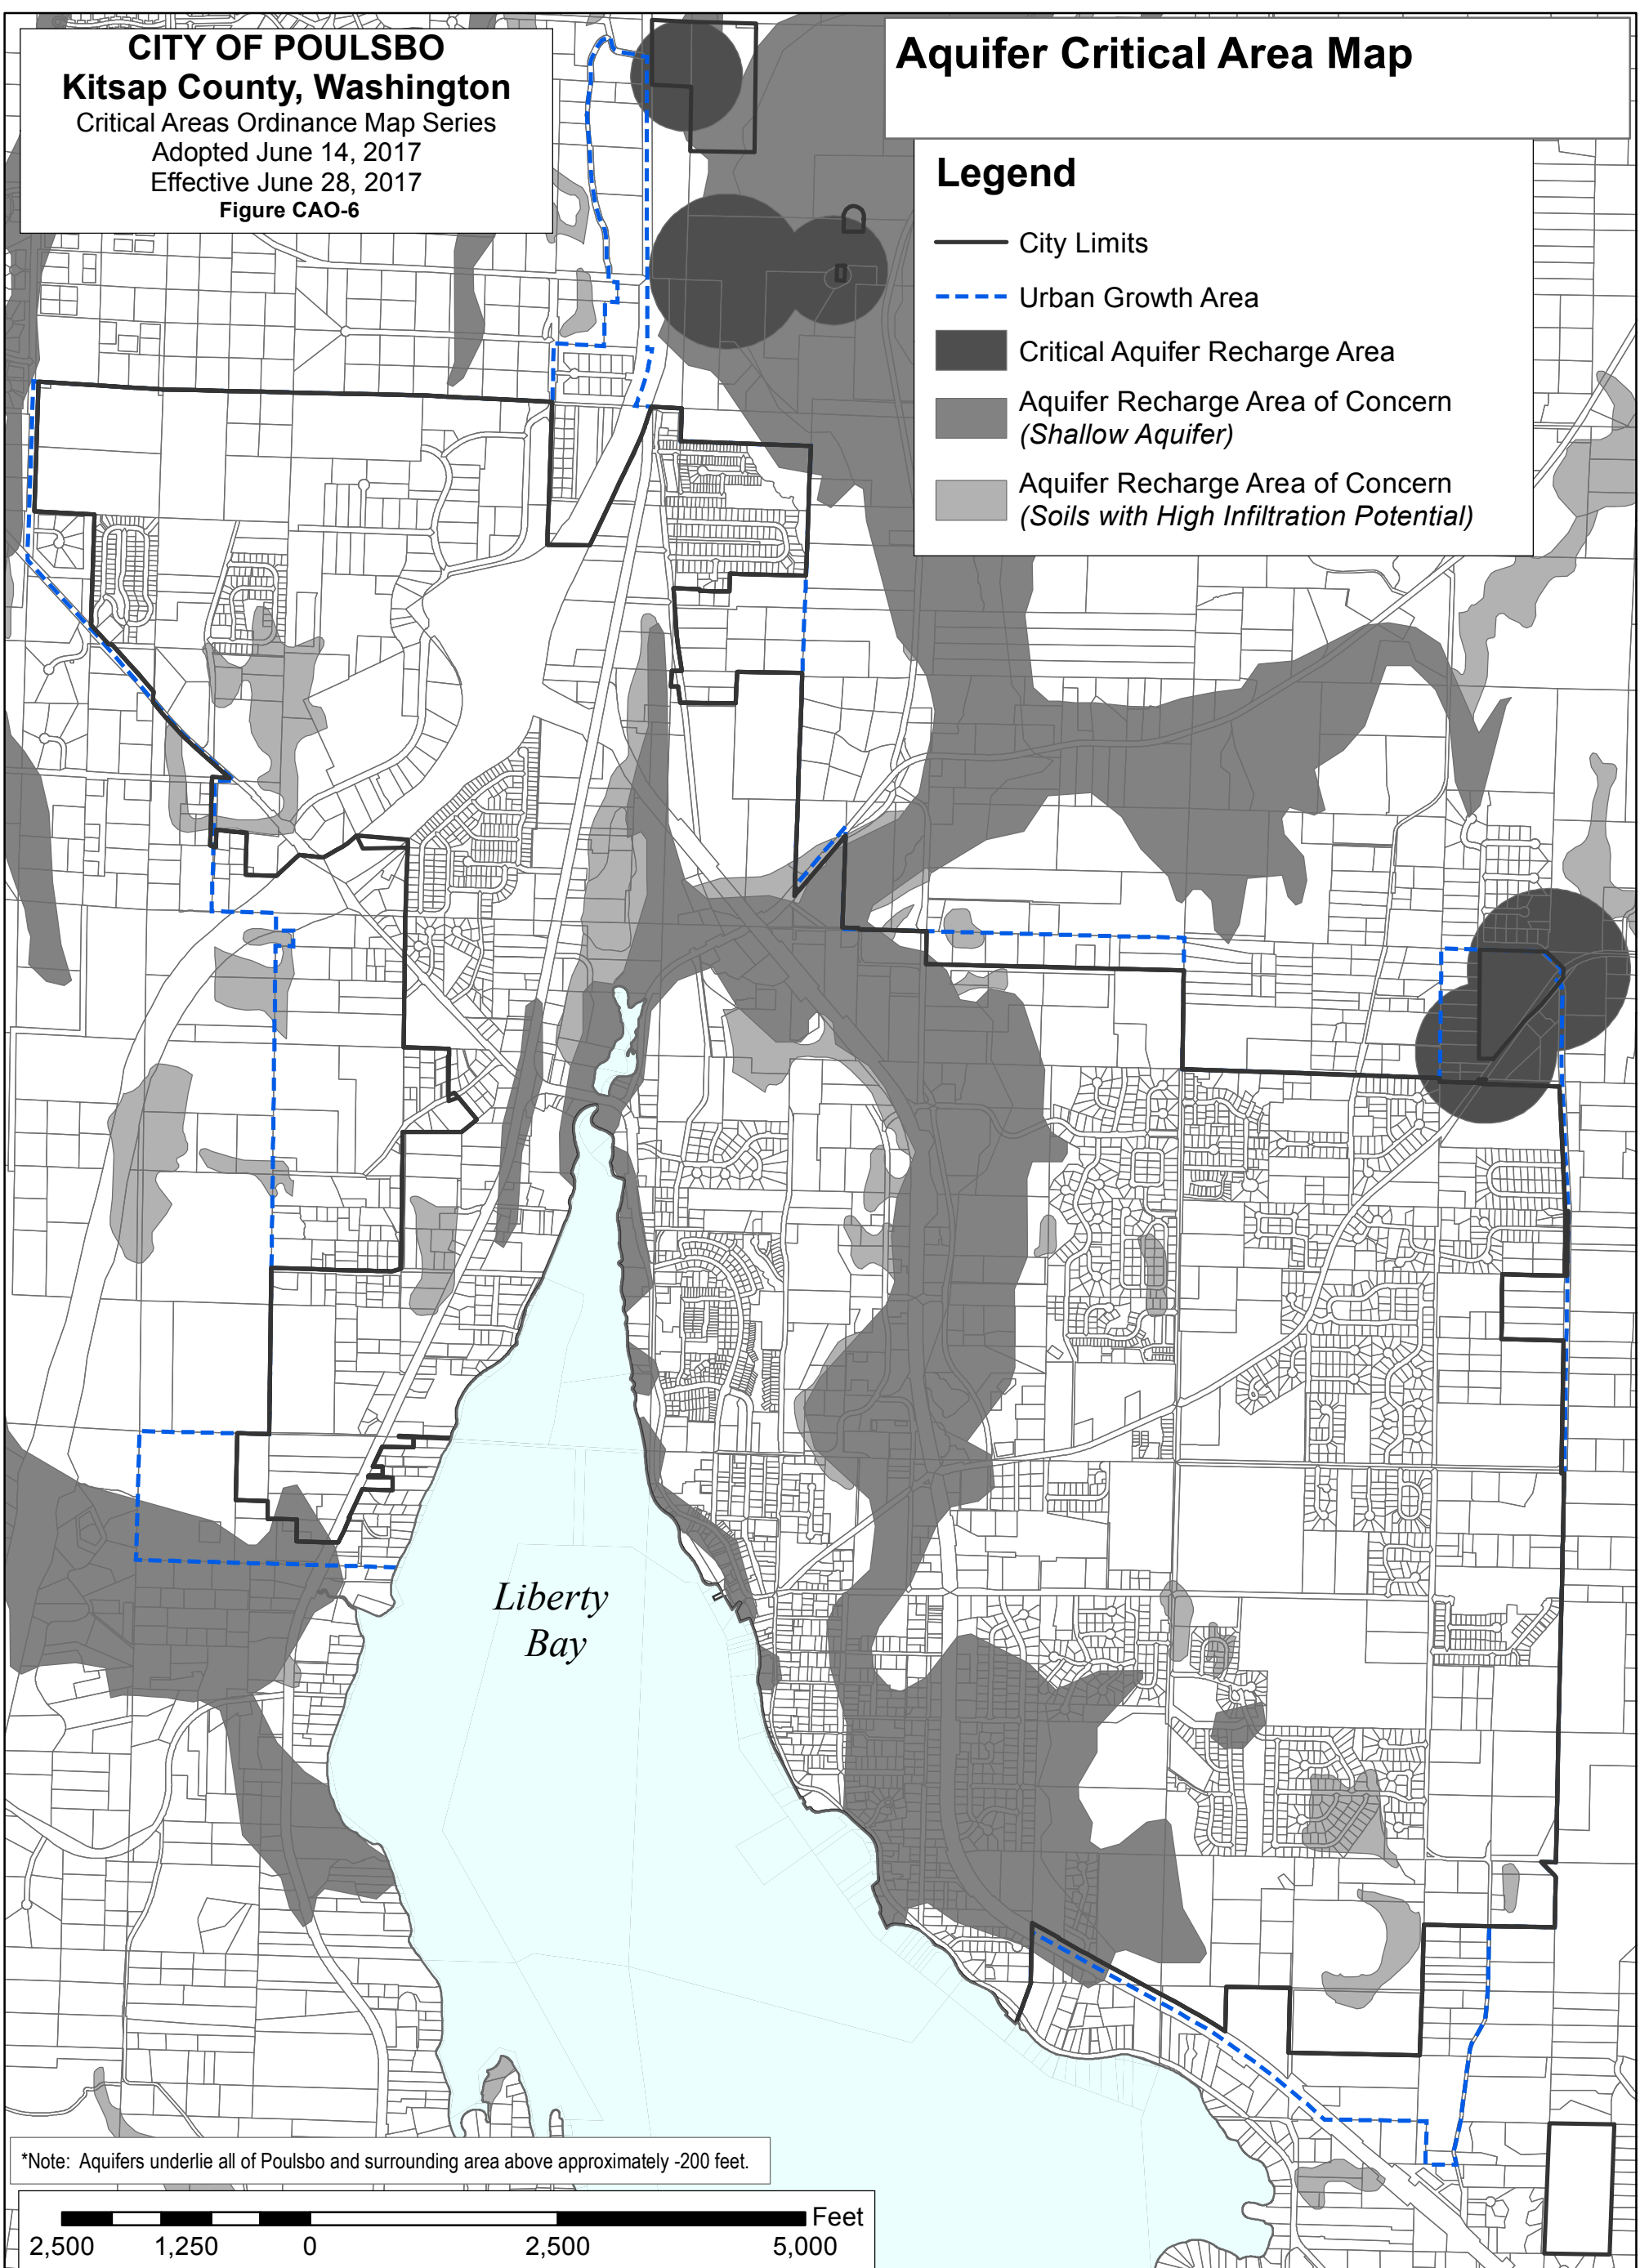 CITY OF POULSBO
Kitsap County, Washington
Critical Areas Ordinance Map Series
Adopted June 14, 2017
Effective June 28, 2017
Figure CAO-6
Aquifer Critical Area Map
Legend
City Limits
Urban Growth Area
Critical Aquifer Recharge Area
Aquifer Recharge Area of Concern
(Shallow Aquifer)
Aquifer Recharge Area of Concern
(Soils with High Infiltration Potential)
Liberty
Bay
*Note: Aquifers underlie all of Poulsbo and surrounding area above approximately -200 feet.
Feet
2,500 1,250 0 2,500 5,000